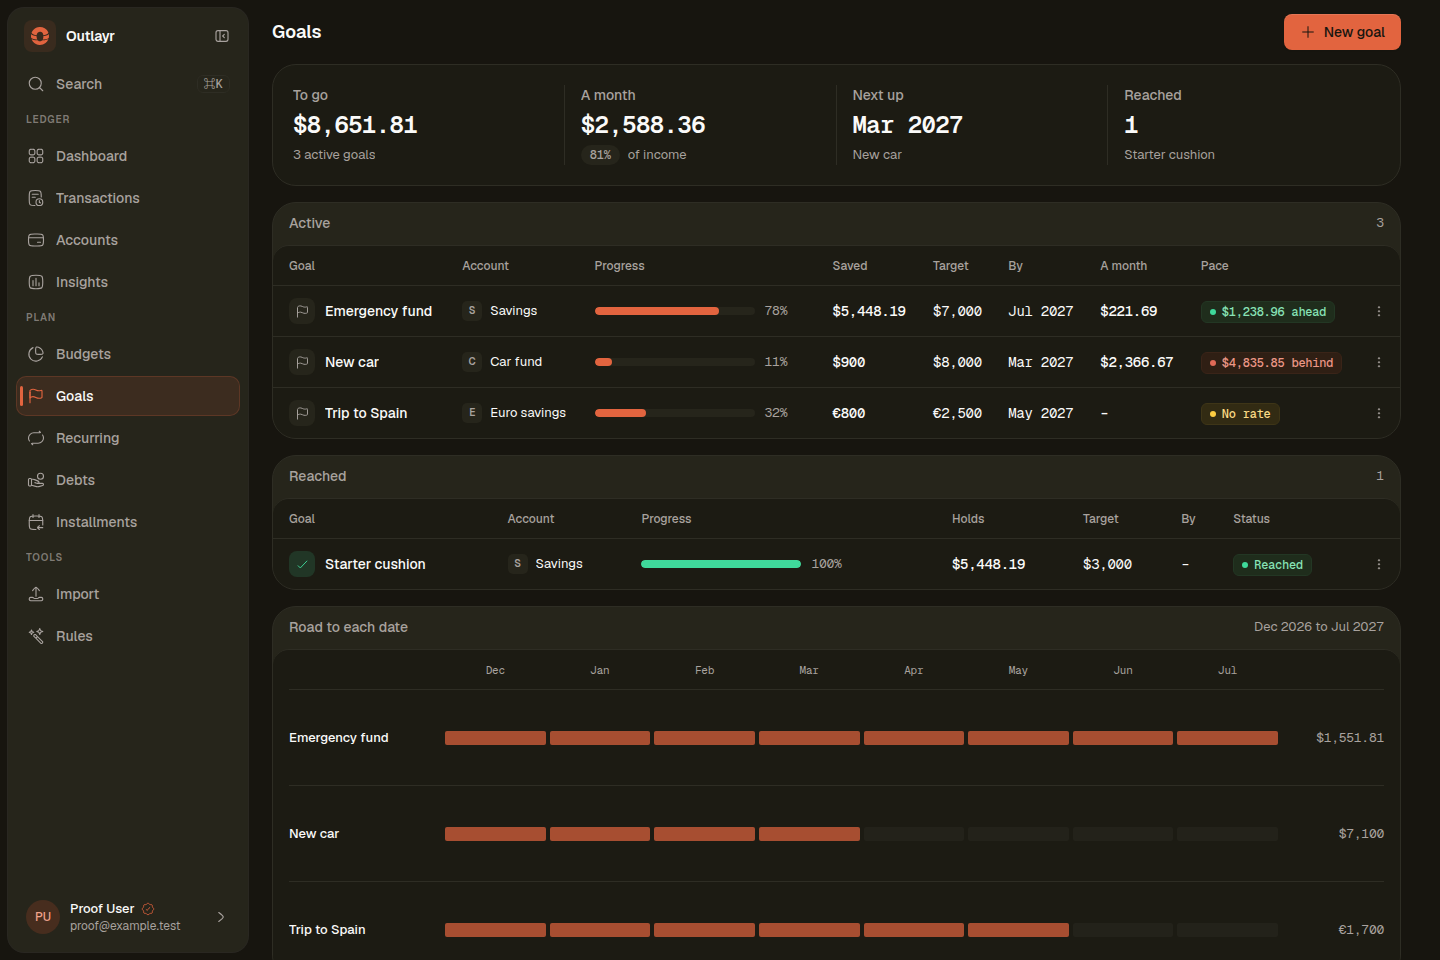 Outlayr
Search ⌘K
LEDGER
Dashboard
Transactions
Accounts
Insights
PLAN
Budgets
Goals
Recurring
Debts
Installments
TOOLS
Import
Rules
PU
Proof User
proof@example.test
Goals
New goal
To go
$8,651.81
3 active goals
A month
$2,588.36
81% of income
Next up
Mar 2027
New car
Reached
1
Starter cushion
Active 3
Goal Account Progress Saved Target By A month Pace
Emergency fund S Savings 78% $5,448.19 $7,000 Jul 2027 $221.69 $1,238.96 ahead
New car C Car fund 11% $900 $8,000 Mar 2027 $2,366.67 $4,835.85 behind
Trip to Spain E Euro savings 32% €800 €2,500 May 2027 – No rate
Reached 1
Goal Account Progress Holds Target By Status
Starter cushion S Savings 100% $5,448.19 $3,000 – Reached
Road to each date Dec 2026 to Jul 2027
Dec Jan Feb Mar Apr May Jun Jul
Emergency fund $1,551.81
New car $7,100
Trip to Spain €1,700